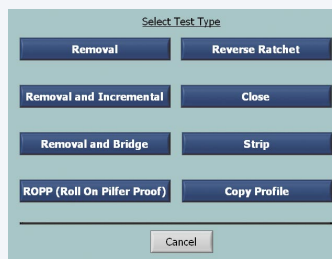 Select Test Type
Removal
Reverse Ratchet
Removal and Incremental
Close
Removal and Bridge
Strip
ROPP (Roll On Pilfer Proof)
Copy Profile
Cancel